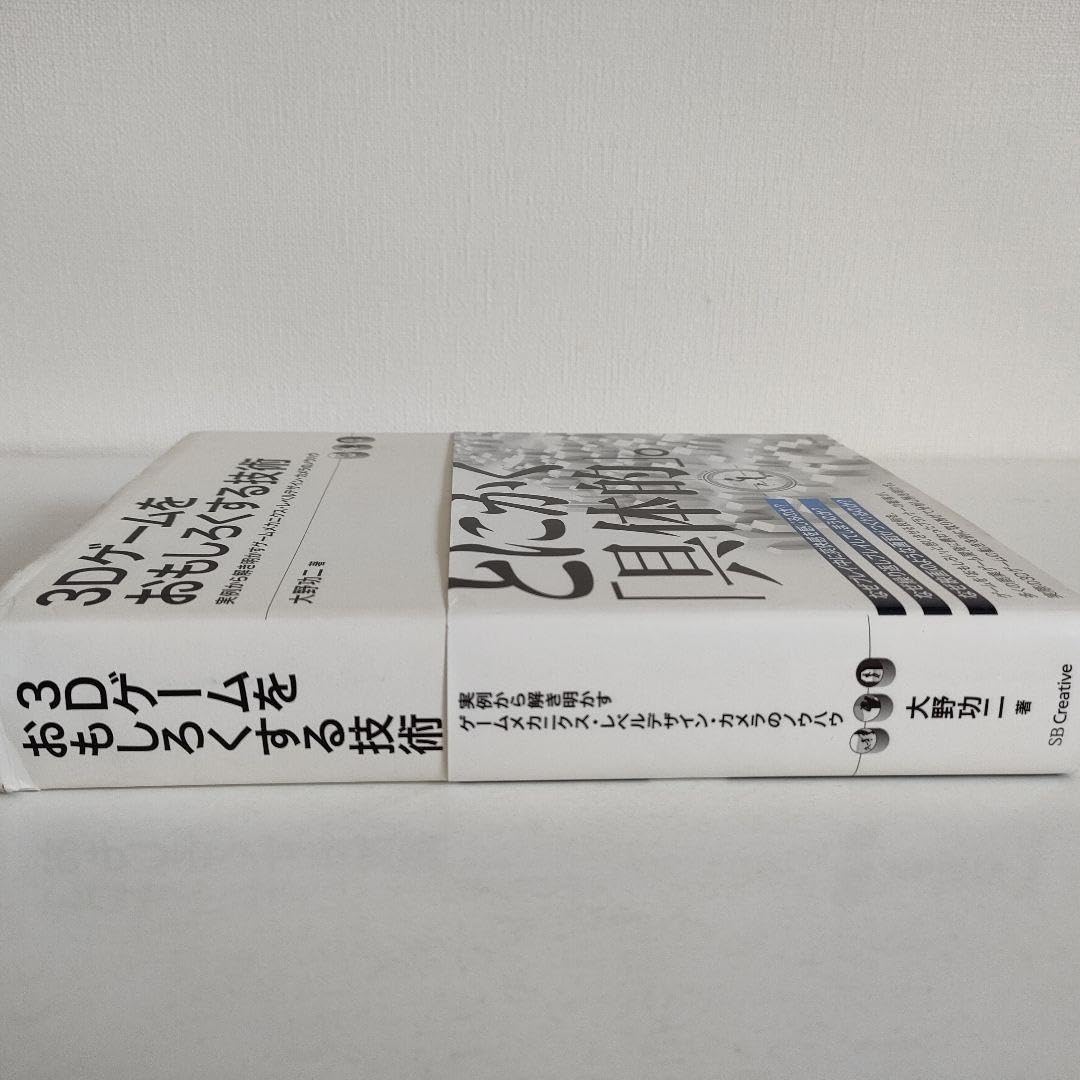 3Dゲームを
おもしろくする技術
実例から解き明かすゲームメカニクス・レベルデザイン・カメラのノウハウ
大野功二 著
とにかく
「具体的」。
3Dゲームを
おもしろくする技術
実例から解き明かす
ゲームメカニクス・レベルデザイン・カメラのノウハウ
大野功二 著
SB Creative